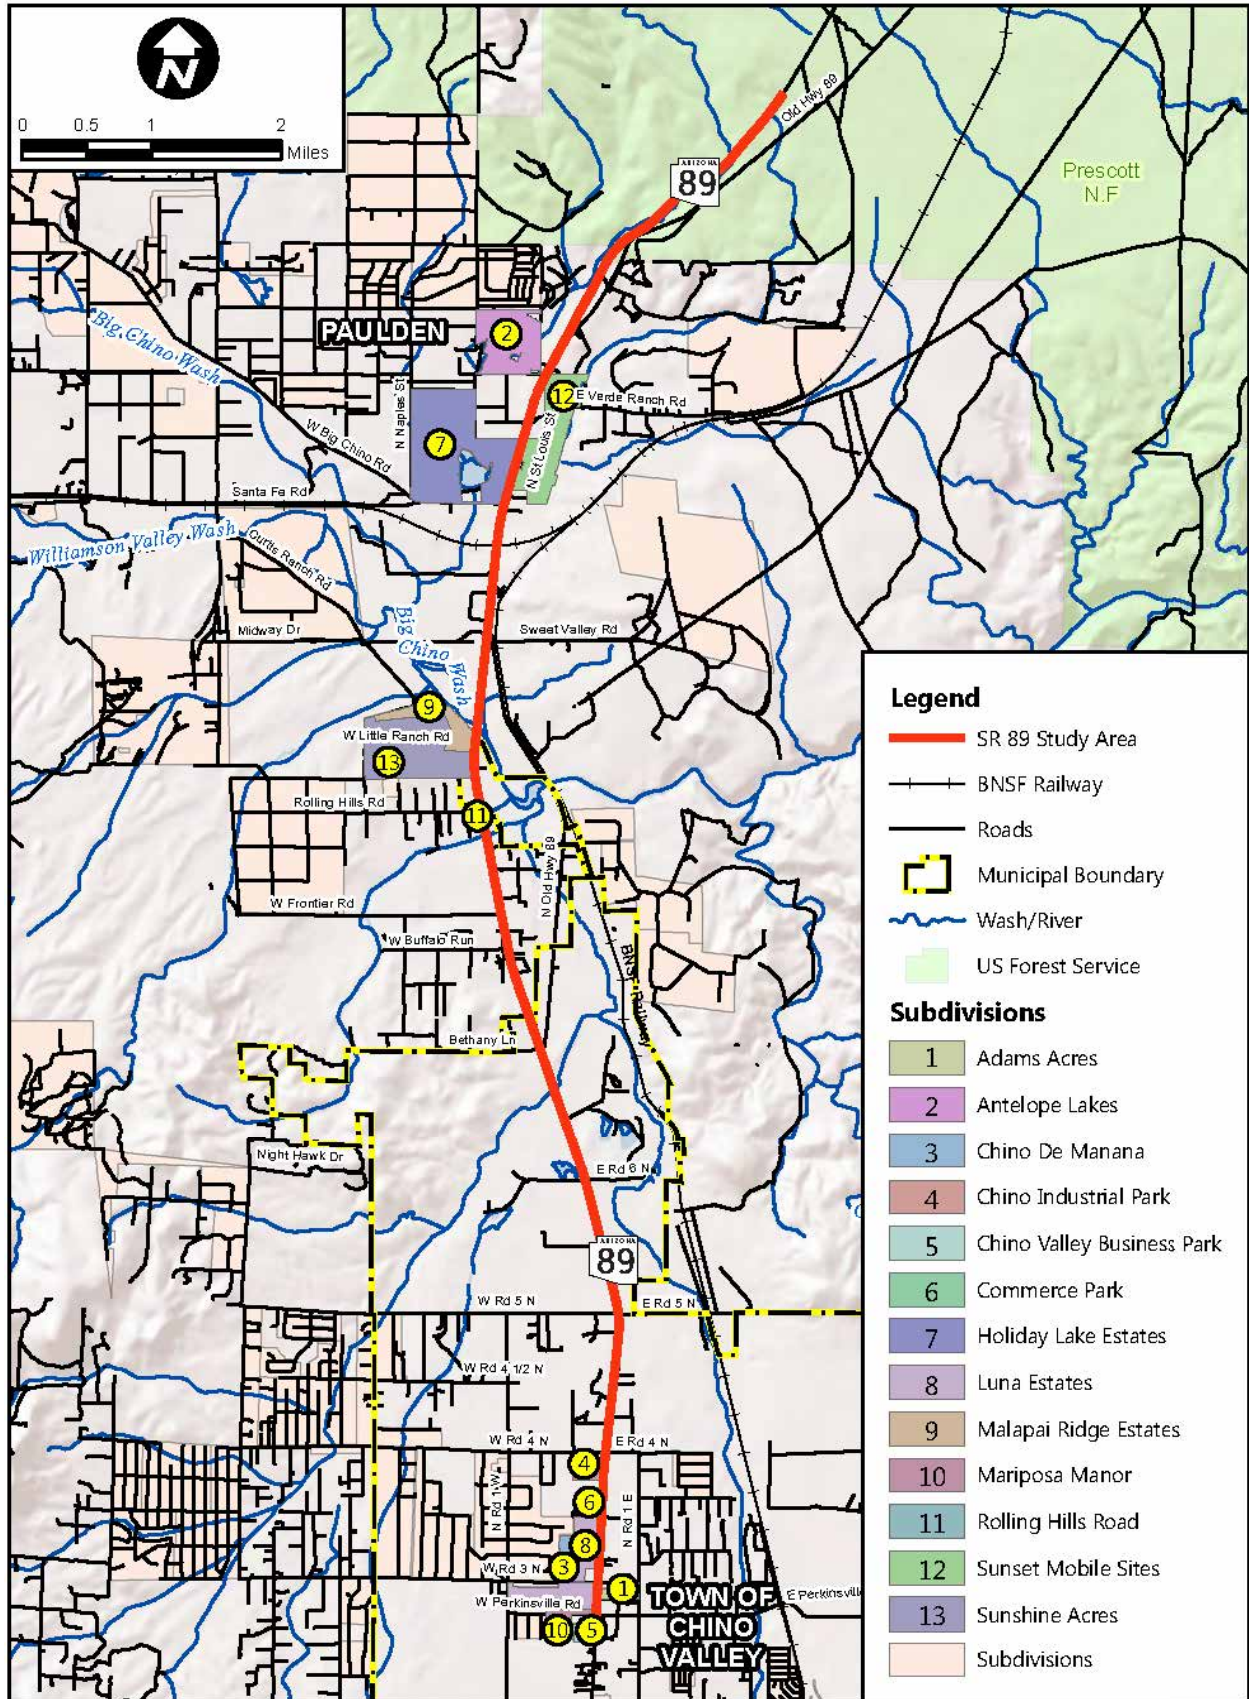 N
0 0.5 1 2
Miles
Old Hwy 89
ARIZONA
89
Prescott
N.F
Big Chino Wash
PAULDEN
2
12
E Verde Ranch Rd
N Naples St
7
N St Louis St
W Big Chino Rd
Santa Fe Rd
Williamson Valley Wash
Curtis Ranch Rd
Midway Dr
Big
Chino Wash
Sweet Valley Rd
9
W Little Ranch Rd
13
Rolling Hills Rd
11
N Old Hwy 89
W Frontier Rd
W Buffalo Run
BNSF Railway
Bethany Ln
Night Hawk Dr
E Rd 6 N
ARIZONA
89
W Rd 5 N
E Rd 5 N
W Rd 4 1/2 N
W Rd 4 N
E Rd 4 N
4
N Rd 1 W
6
N Rd 1 E
8
W Rd 3 N
3
1
W Perkinsville Rd
E Perkinsvill
10
5
TOWN OF
CHINO
VALLEY
Legend
SR 89 Study Area
BNSF Railway
Roads
Municipal Boundary
Wash/River
US Forest Service
Subdivisions
1 Adams Acres
2 Antelope Lakes
3 Chino De Manana
4 Chino Industrial Park
5 Chino Valley Business Park
6 Commerce Park
7 Holiday Lake Estates
8 Luna Estates
9 Malapai Ridge Estates
10 Mariposa Manor
11 Rolling Hills Road
12 Sunset Mobile Sites
13 Sunshine Acres
Subdivisions